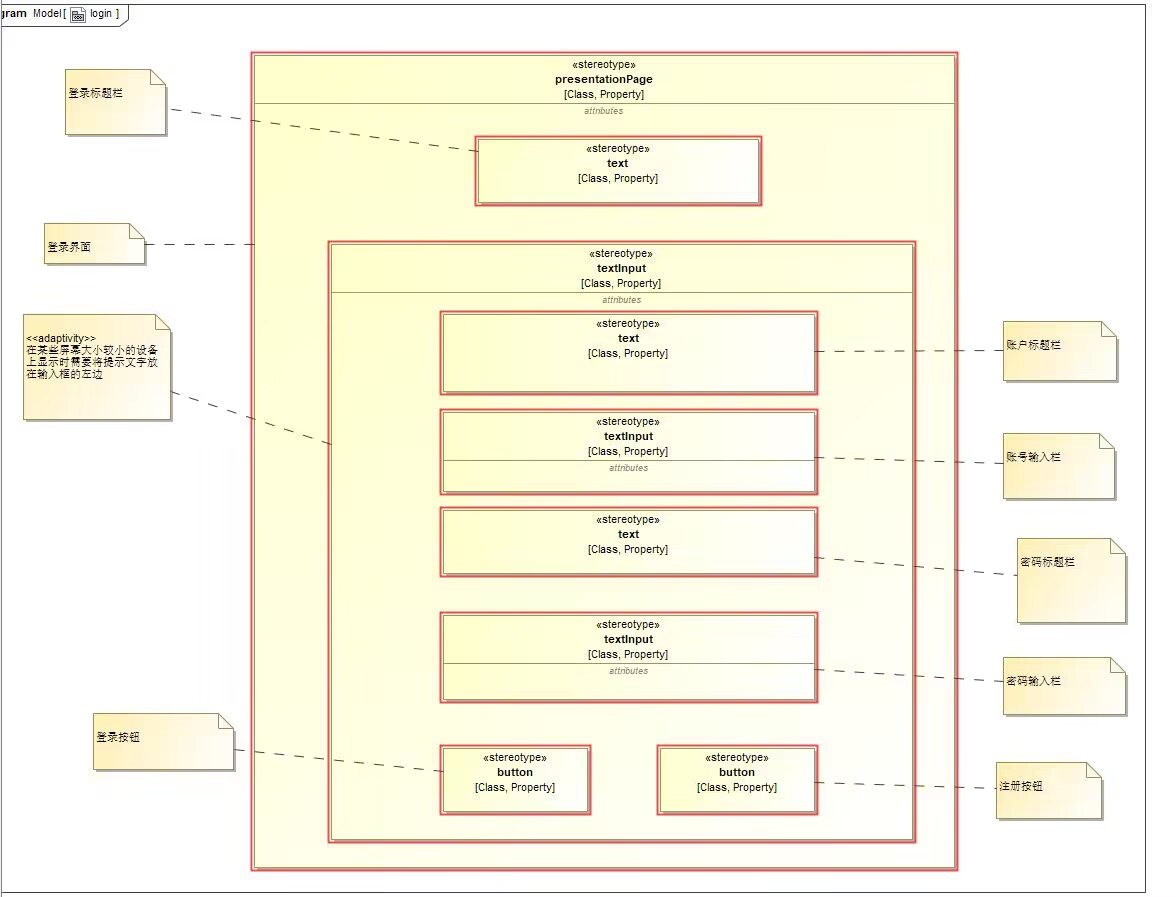 gram Model[ login ]
«stereotype»
presentationPage
[Class, Property]
attributes
登录标题栏
«stereotype»
text
[Class, Property]
登录界面
«stereotype»
textInput
[Class, Property]
attributes
<<adaptivity>>
在某些屏幕大小较小的设备
上显示时需要将提示文字放
在输入框的左边
«stereotype»
text
[Class, Property]
账户标题栏
«stereotype»
textInput
[Class, Property]
attributes
账号输入栏
«stereotype»
text
[Class, Property]
密码标题栏
«stereotype»
textInput
[Class, Property]
attributes
密码输入栏
登录按钮
«stereotype»
button
[Class, Property]
«stereotype»
button
[Class, Property]
注册按钮